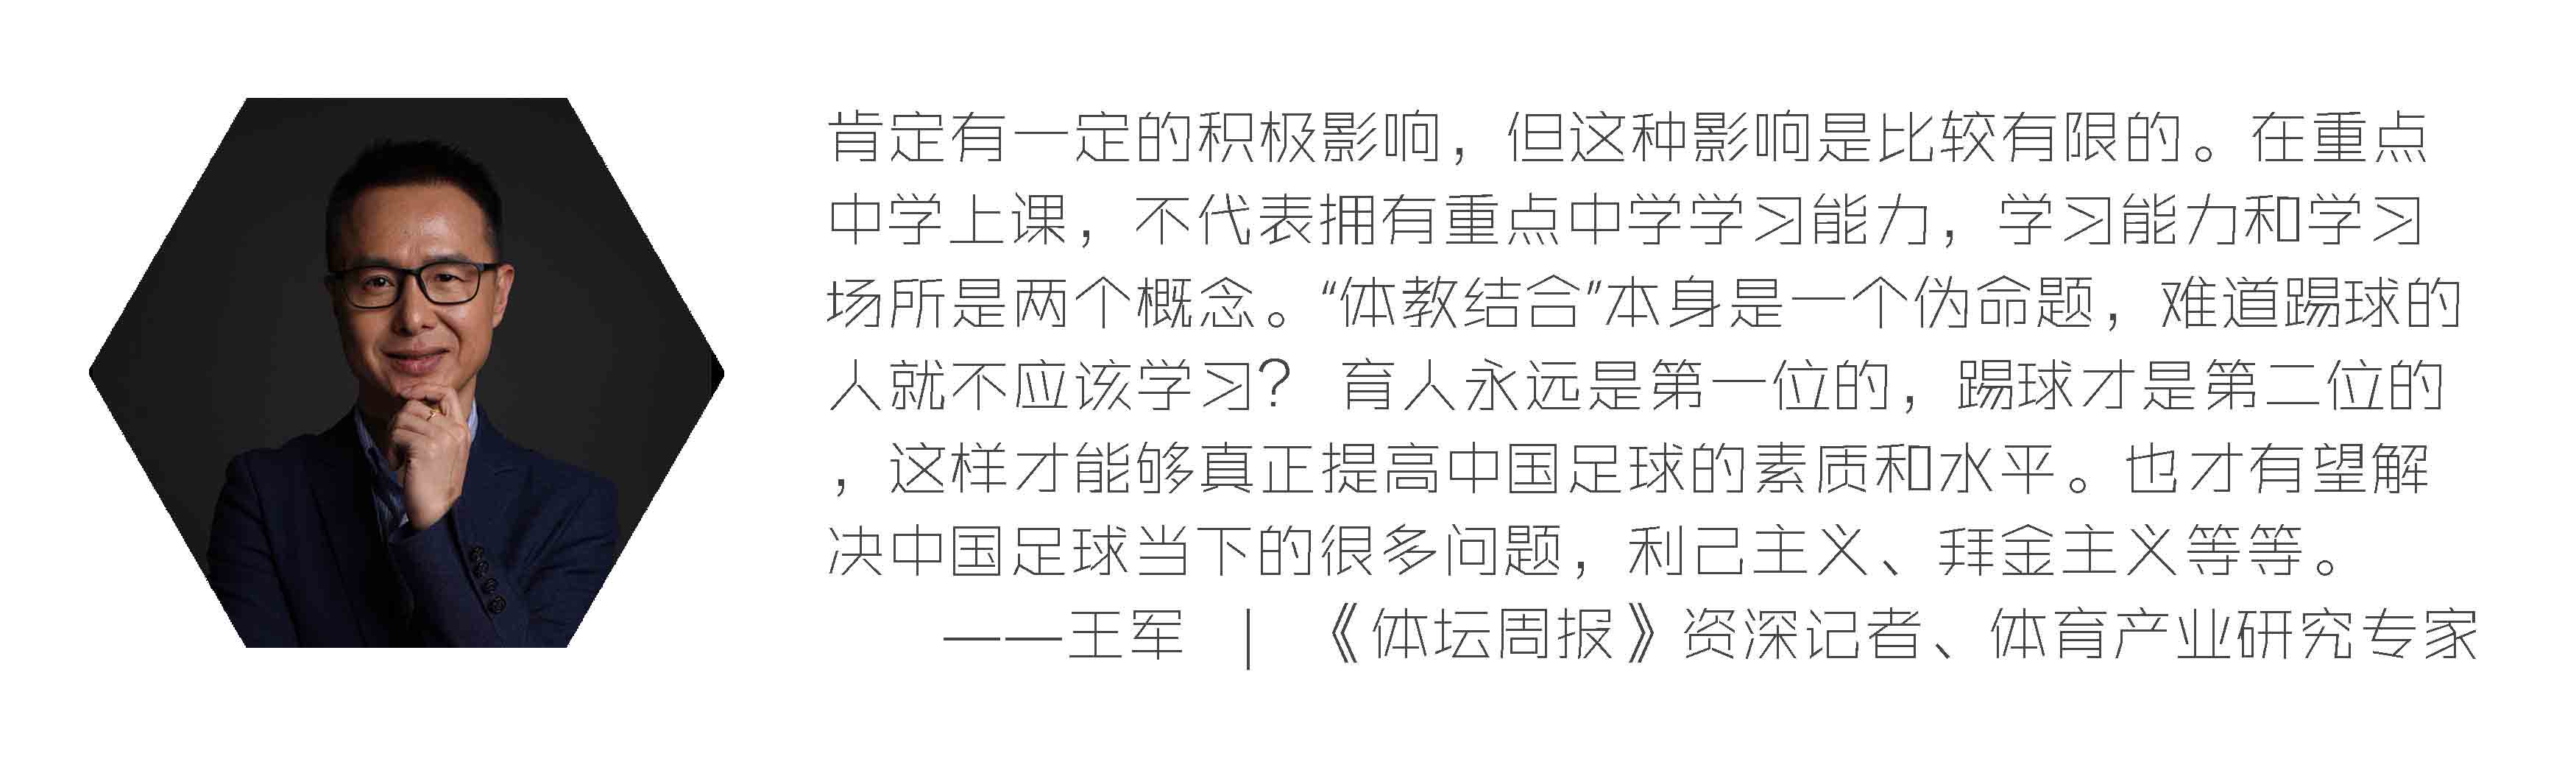 肯定有一定的积极影响，但这种影响是比较有限的。在重点
中学上课，不代表拥有重点中学学习能力，学习能力和学习
场所是两个概念。“体教结合”本身是一个伪命题，难道踢球的
人就不应该学习？ 育人永远是第一位的，踢球才是第二位的
，这样才能够真正提高中国足球的素质和水平。也才有望解
决中国足球当下的很多问题，利己主义、拜金主义等等。
——王军 | 《体坛周报》资深记者、体育产业研究专家